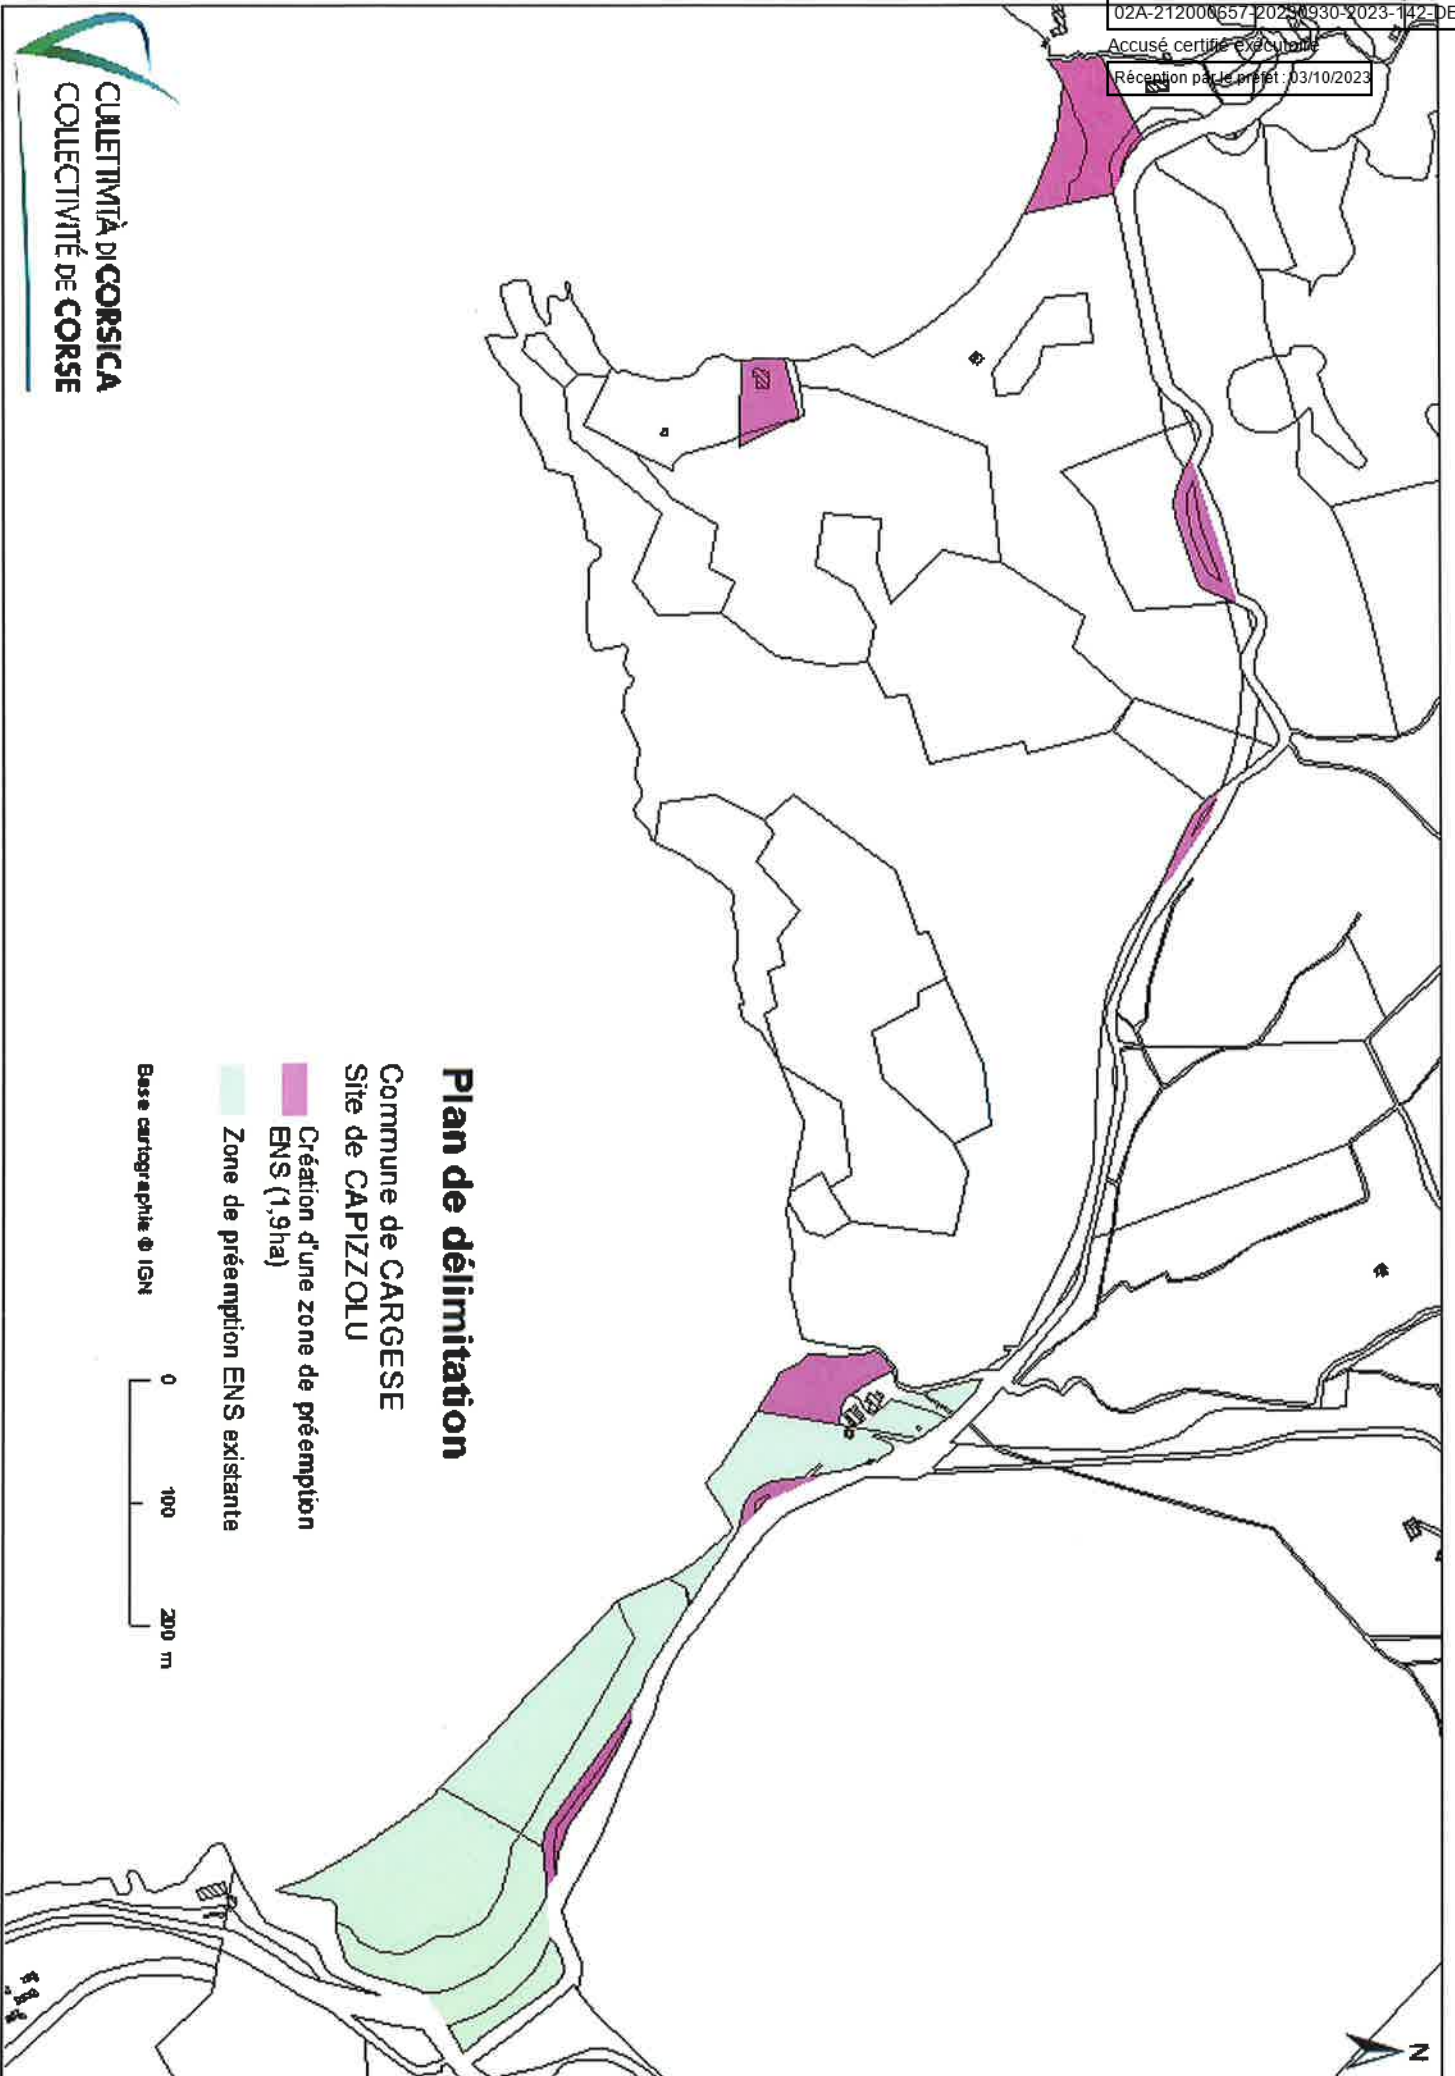 02A-212000657-20230930-2023-142-DE
Accusé certifié exécutoire
Réception par le préfet : 03/10/2023
N
CULLETTIVITÀ DI CORSICA
COLLECTIVITÉ DE CORSE
Plan de délimitation
Commune de CARGESE
Site de CAPIZZOLU
Création d'une zone de préemption
ENS (1,9ha)
Zone de préemption ENS existante
Base cartographie © IGN
0 100 200 m